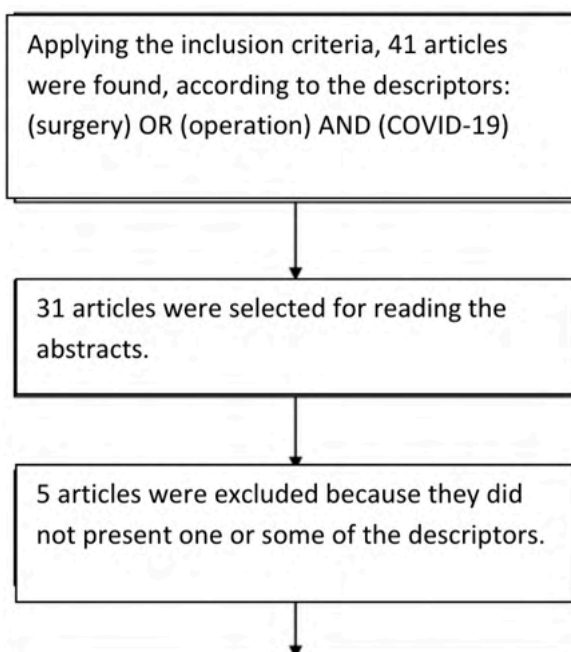 Applying the inclusion criteria, 41 articles
were found, according to the descriptors:
(surgery) OR (operation) AND (COVID-19)
31 articles were selected for reading the
abstracts.
5 articles were excluded because they did
not present one or some of the descriptors.